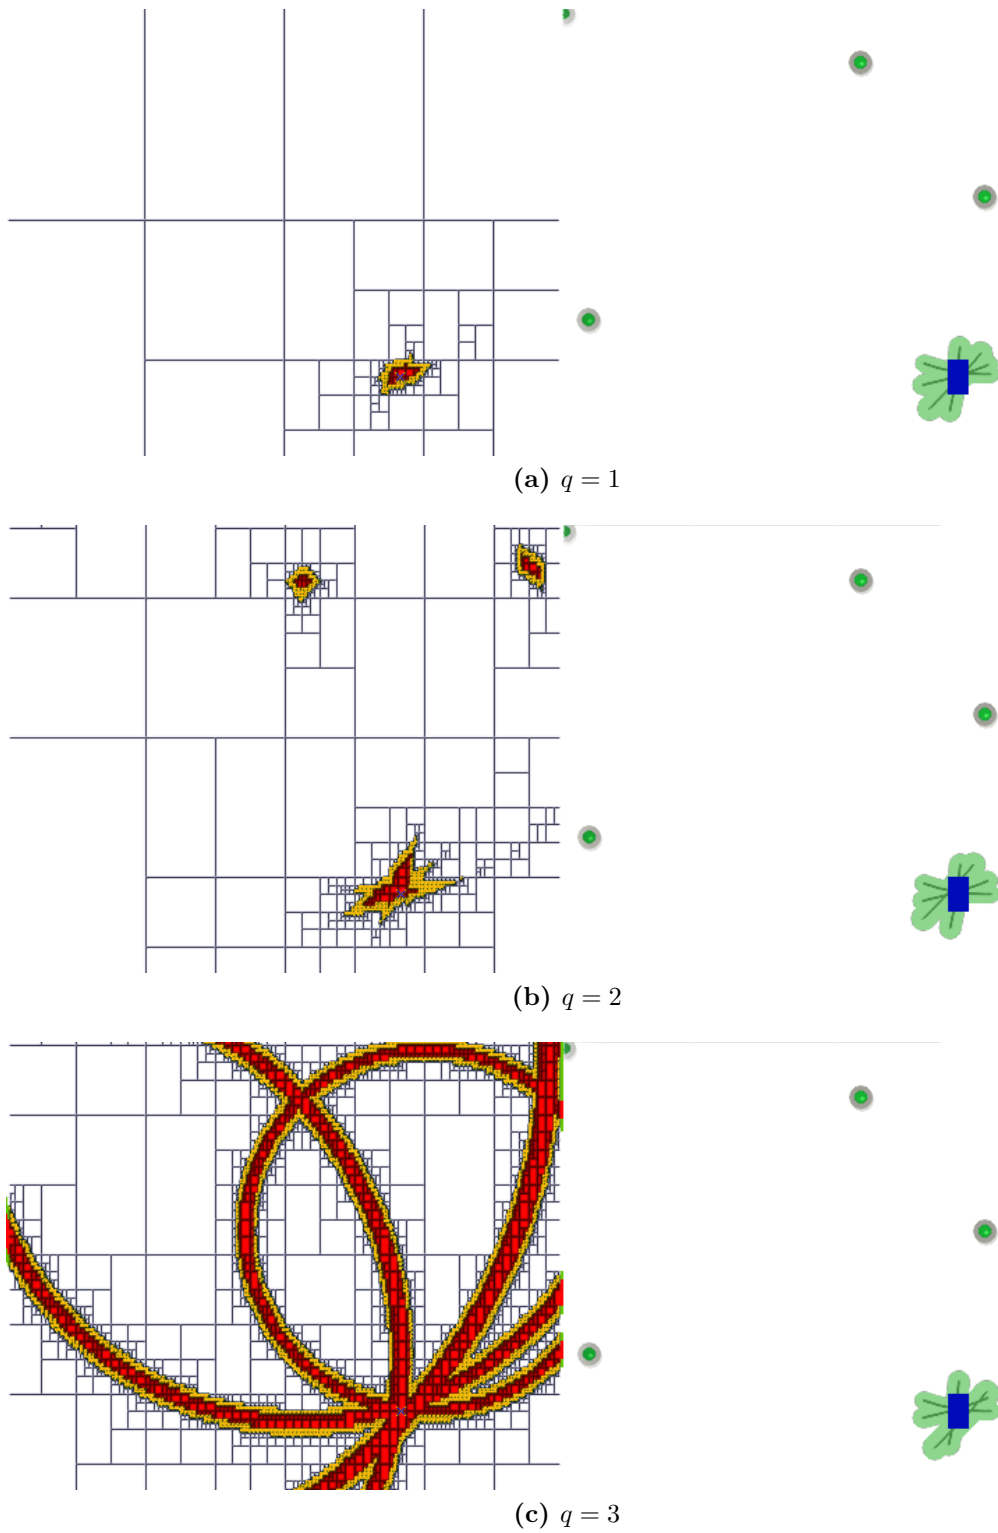 (a) q = 1
(b) q = 2
(c) q = 3